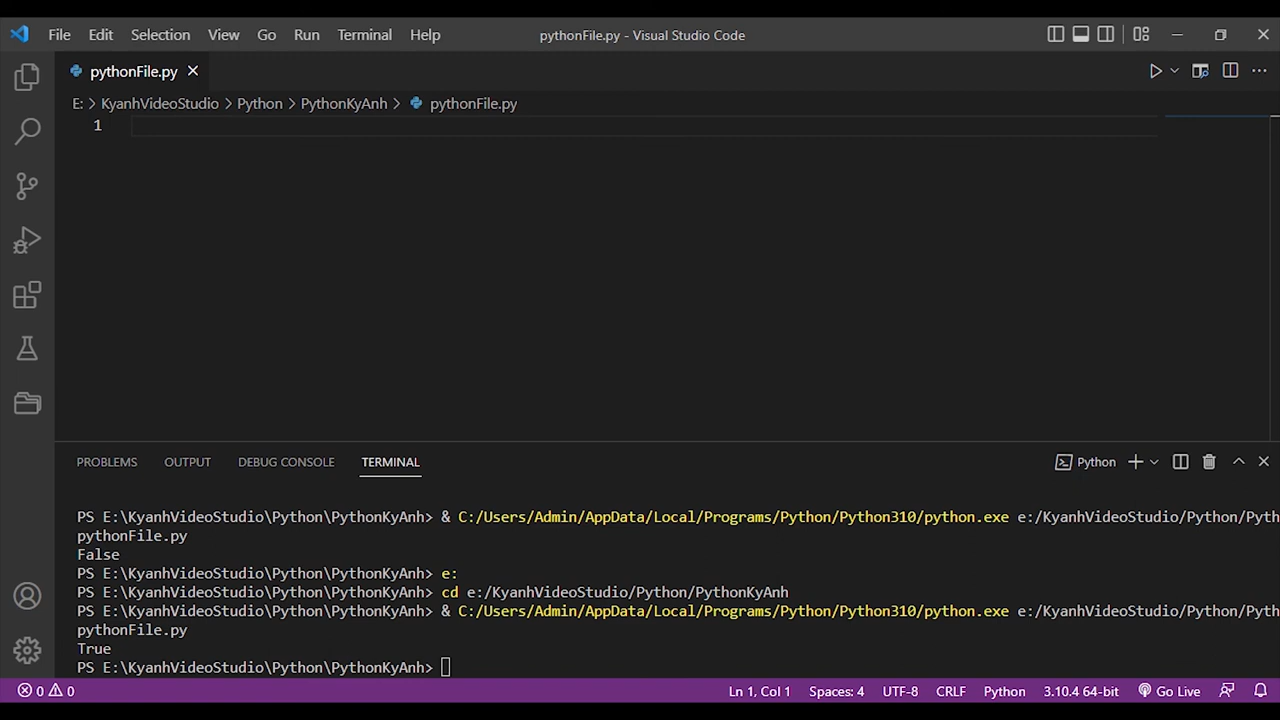 File Edit Selection View Go Run Terminal Help pythonFile.py - Visual Studio Code
pythonFile.py
E: > KyanhVideoStudio > Python > PythonKyAnh > pythonFile.py
1
PROBLEMS OUTPUT DEBUG CONSOLE TERMINAL Python
PS E:\KyanhVideoStudio\Python\PythonKyAnh> & C:/Users/Admin/AppData/Local/Programs/Python/Python310/python.exe e:/KyanhVideoStudio/Python/Pyth
pythonFile.py
False
PS E:\KyanhVideoStudio\Python\PythonKyAnh> e:
PS E:\KyanhVideoStudio\Python\PythonKyAnh> cd e:/KyanhVideoStudio/Python/PythonKyAnh
PS E:\KyanhVideoStudio\Python\PythonKyAnh> & C:/Users/Admin/AppData/Local/Programs/Python/Python310/python.exe e:/KyanhVideoStudio/Python/Pyth
pythonFile.py
True
PS E:\KyanhVideoStudio\Python\PythonKyAnh>
0 0 Ln 1, Col 1 Spaces: 4 UTF-8 CRLF Python 3.10.4 64-bit Go Live